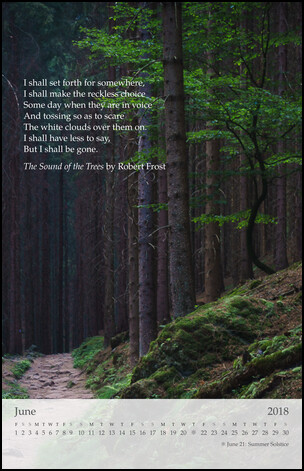 I shall set forth for somewhere,
I shall make the reckless choice
Some day when they are in voice
And tossing so as to scare
The white clouds over them on.
I shall have less to say,
But I shall be gone.
The Sound of the Trees by Robert Frost
June 2018
F S S M T W T F S S M T W T F S S M T W T F S S M T W T F S
1 2 3 4 5 6 7 8 9 10 11 12 13 14 15 16 17 18 19 20 ☼ 22 23 24 25 26 27 28 29 30
☼ June 21: Summer Solstice